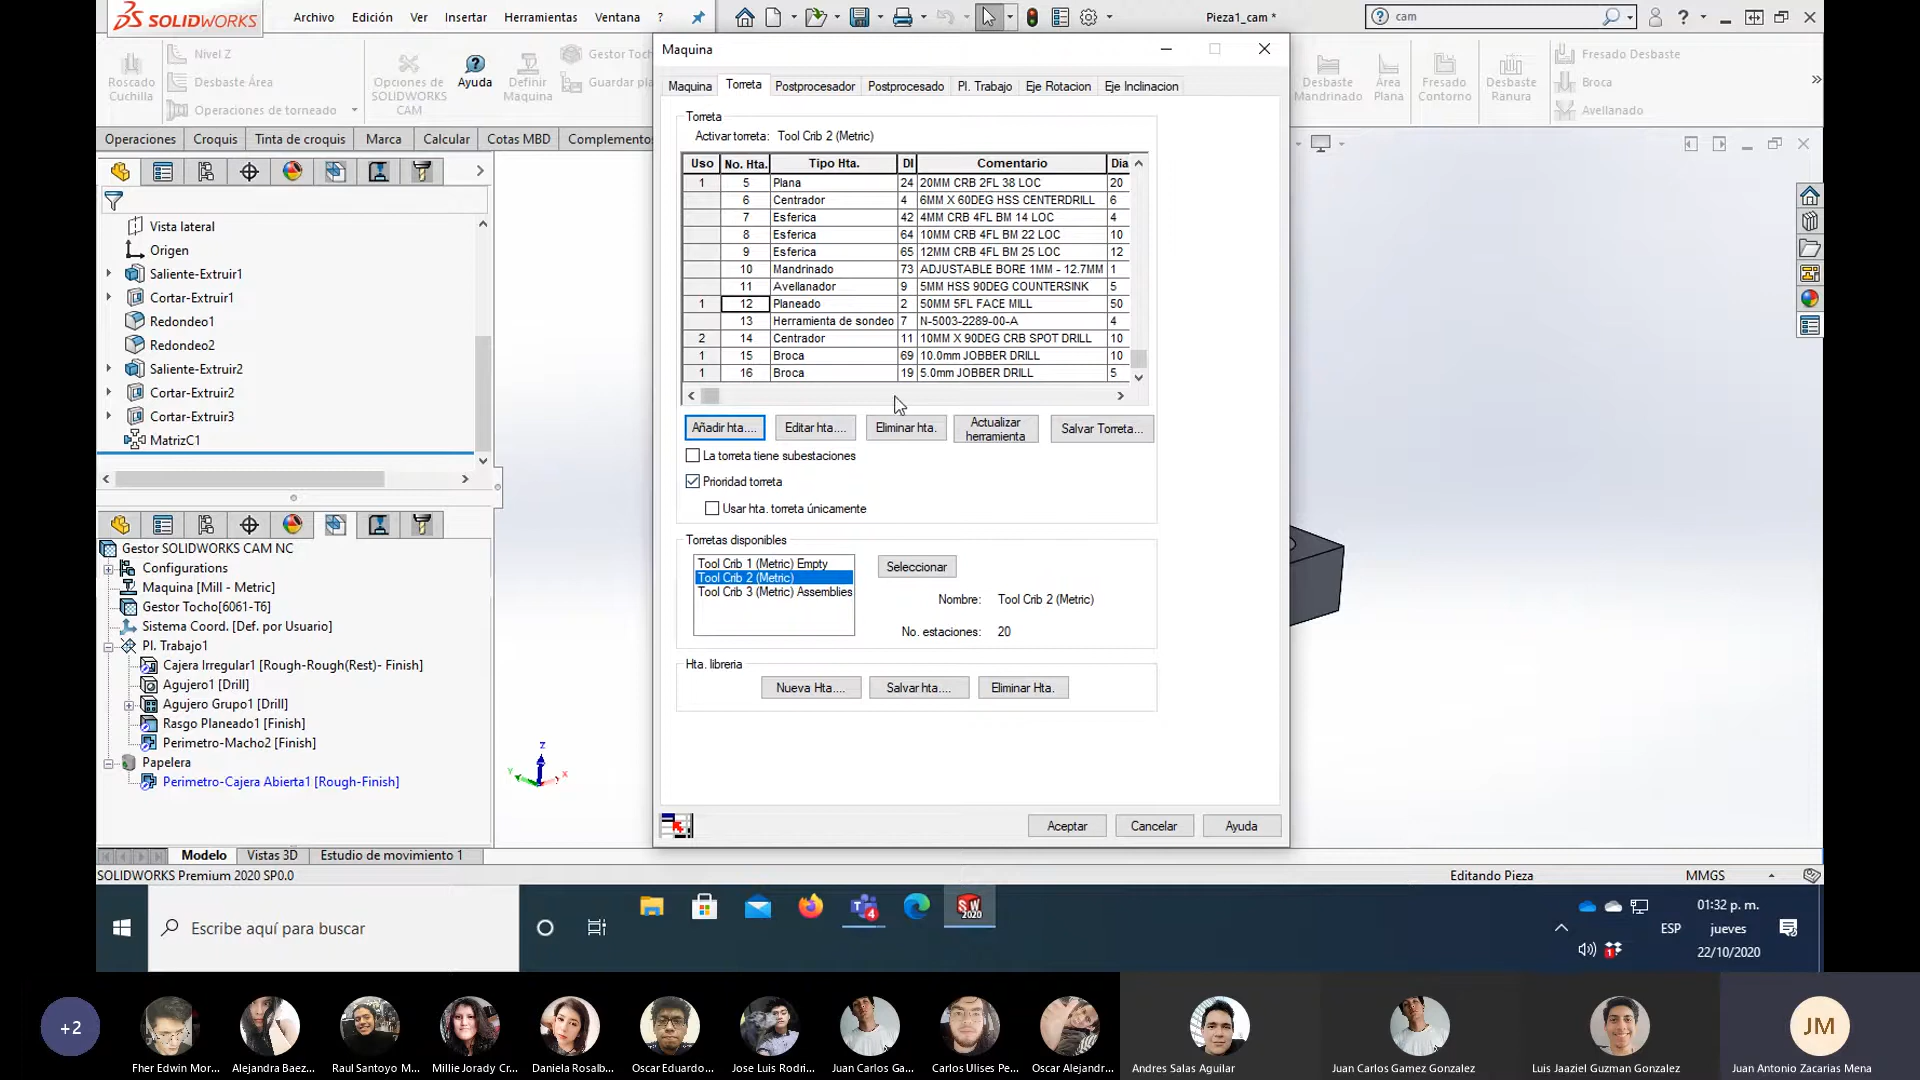 SOLIDWORKS
Archivo Edición Ver Insertar Herramientas Ventana ?
Pieza1_cam *
cam
Roscado Cuchilla
Nivel Z
Desbaste Área
Operaciones de torneado
Opciones de SOLIDWORKS CAM
Ayuda
Definir Maquina
Gestor Toch
Guardar pla
Desbaste Mandrinado
Área Plana
Fresado Contorno
Desbaste Ranura
Fresado Desbaste
Broca
Avellanado
Operaciones Croquis Tinta de croquis Marca Calcular Cotas MBD Complementos
Vista lateral
Origen
Saliente-Extruir1
Cortar-Extruir1
Redondeo1
Redondeo2
Saliente-Extruir2
Cortar-Extruir2
Cortar-Extruir3
MatrizC1
Gestor SOLIDWORKS CAM NC
Configurations
Maquina [Mill - Metric]
Gestor Tocho[6061-T6]
Sistema Coord. [Def. por Usuario]
Pl. Trabajo1
Cajera Irregular1 [Rough-Rough(Rest)- Finish]
Agujero1 [Drill]
Agujero Grupo1 [Drill]
Rasgo Planeado1 [Finish]
Perimetro-Macho2 [Finish]
Papelera
Perimetro-Cajera Abierta1 [Rough-Finish]
Maquina
Maquina Torreta Postprocesador Postprocesado Pl. Trabajo Eje Rotacion Eje Inclinacion
Torreta
Activar torreta: Tool Crib 2 (Metric)
Uso No. Hta. Tipo Hta. DI Comentario Dia
1 5 Plana 24 20MM CRB 2FL 38 LOC 20
6 Centrador 4 6MM X 60DEG HSS CENTERDRILL 6
7 Esferica 42 4MM CRB 4FL BM 14 LOC 4
8 Esferica 64 10MM CRB 4FL BM 22 LOC 10
9 Esferica 65 12MM CRB 4FL BM 25 LOC 12
10 Mandrinado 73 ADJUSTABLE BORE 1MM - 12.7MM 1
11 Avellanador 9 5MM HSS 90DEG COUNTERSINK 5
1 12 Planeado 2 50MM 5FL FACE MILL 50
13 Herramienta de sondeo 7 N-5003-2289-00-A 4
2 14 Centrador 11 10MM X 90DEG CRB SPOT DRILL 10
1 15 Broca 69 10.0mm JOBBER DRILL 10
1 16 Broca 19 5.0mm JOBBER DRILL 5
Añadir hta.... Editar hta.... Eliminar hta. Actualizar herramienta Salvar Torreta...
La torreta tiene subestaciones
Prioridad torreta
Usar hta. torreta únicamente
Torretas disponibles
Tool Crib 1 (Metric) Empty
Tool Crib 2 (Metric)
Tool Crib 3 (Metric) Assemblies
Seleccionar
Nombre: Tool Crib 2 (Metric)
No. estaciones: 20
Hta. libreria
Nueva Hta.... Salvar hta.... Eliminar Hta.
Aceptar Cancelar Ayuda
Z
Y
X
Modelo Vistas 3D Estudio de movimiento 1
SOLIDWORKS Premium 2020 SP0.0
Editando Pieza
MMGS
Escribe aquí para buscar
4
SW 2020
ESP
01:32 p. m.
jueves
22/10/2020
1
+2
Fher Edwin Mor...
Alejandra Baez...
Raul Santoyo M...
Millie Jorady Cr...
Daniela Rosalb...
Oscar Eduardo...
Jose Luis Rodri...
Juan Carlos Ga...
Carlos Ulises Pe...
Oscar Alejandr...
Andres Salas Aguilar
Juan Carlos Gamez Gonzalez
Luis Jaaziel Guzman Gonzalez
JM
Juan Antonio Zacarias Mena